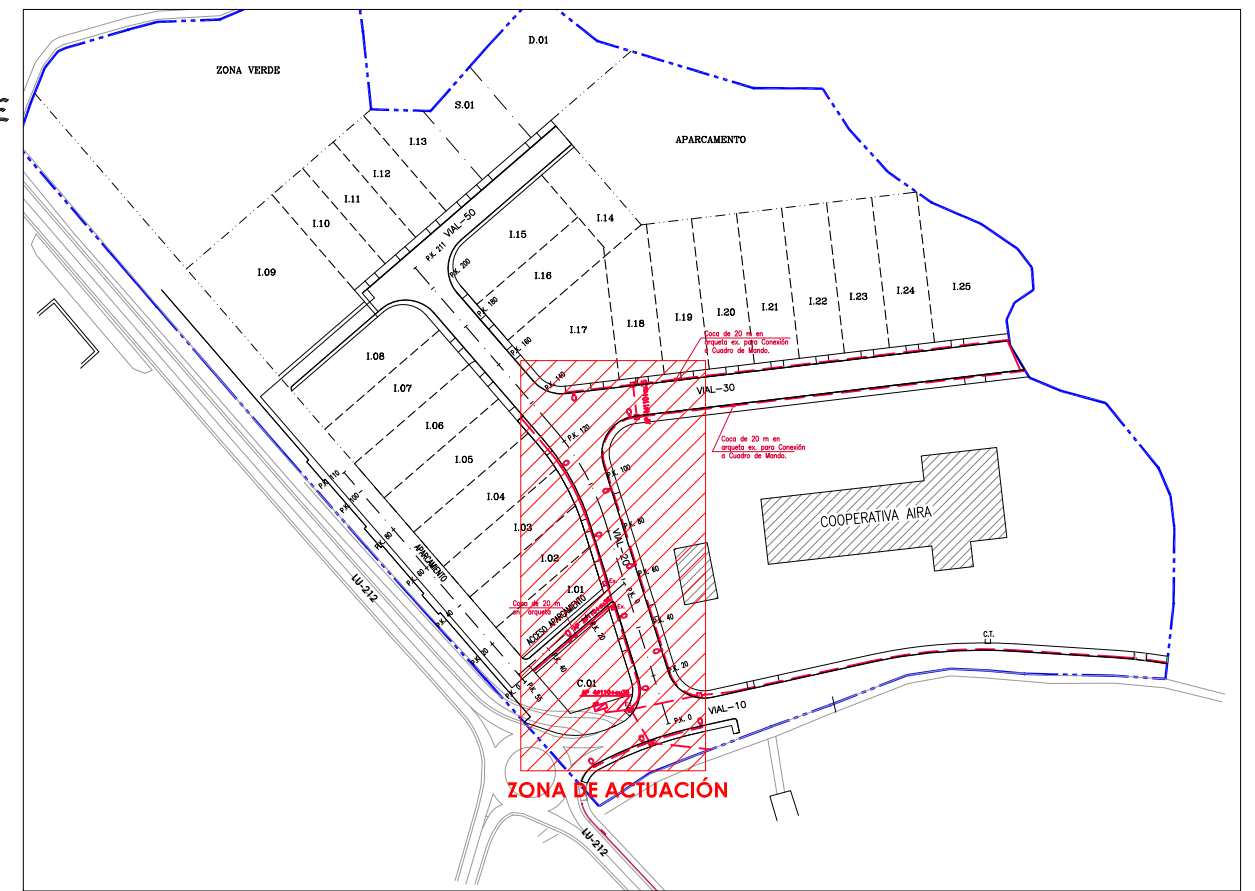 D.01
ZONA VERDE
S.01
I.13
APARCAMENTO
I.12
I.11
I.10
I.14
VIAL-50
I.15
P.K. 211
P.K. 200
I.09
I.16
I.25
I.24
I.23
I.22
I.21
I.20
I.19
I.18
I.17
P.K. 180
P.K. 160
P.K. 140
Coca de 20 m en
arqueta ex. para Conexión
a Cuadro de Mando.
VIAL-30
I.08
I.07
I.06
I.05
I.04
I.03
I.02
I.01
P.K. 120
P.K. 100
Coca de 20 m en
arqueta ex. para Conexión
a Cuadro de Mando.
COOPERATIVA AIRA
P.K. 110
P.K. 100
P.K. 80
P.K. 60
P.K. 40
P.K. 20
APARCAMENTO
LU-212
P.K. 80
VIAL-20
P.K. 60
P.K. 0
P.K. 40
P.K. 20
Coca de 20 m
en arqueta
ACCESO APARCAMENTO
P.K. 20
P.K. 40
C.T.
C.01
VIAL-10
P.K. 0
ZONA DE ACTUACIÓN
LU-212